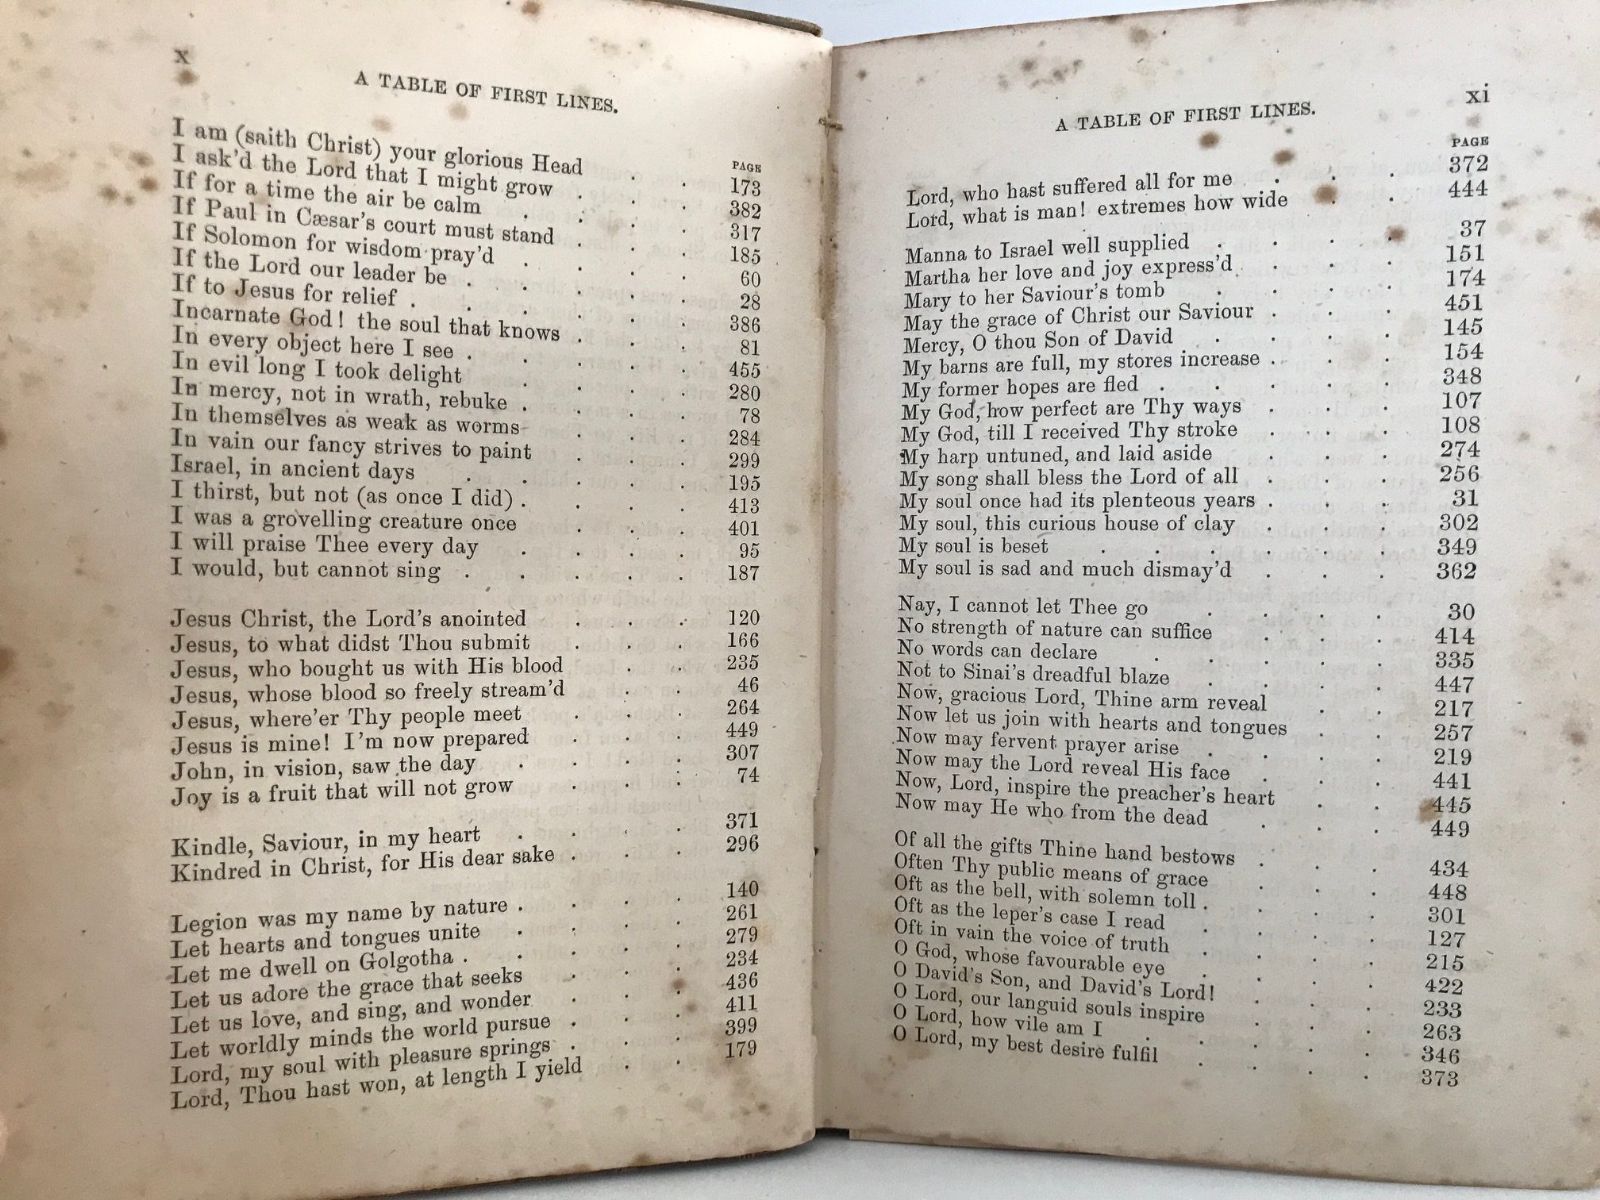 x
A TABLE OF FIRST LINES.
PAGE
I am (saith Christ) your glorious Head . . 173
I ask'd the Lord that I might grow . . . 382
If for a time the air be calm . . . . 317
If Paul in Cæsar's court must stand . . . 185
If Solomon for wisdom pray'd . . . . 60
If the Lord our leader be . . . . . 28
If to Jesus for relief . . . . . . 386
Incarnate God! the soul that knows . . . 81
In every object here I see . . . . . 455
In evil long I took delight . . . . 280
In mercy, not in wrath, rebuke . . . . 78
In themselves as weak as worms . . . 284
In vain our fancy strives to paint . . . 299
Israel, in ancient days . . . . . 195
I thirst, but not (as once I did) . . . . 413
I was a grovelling creature once . . . 401
I will praise Thee every day . . . . 95
I would, but cannot sing . . . . . 187
Jesus Christ, the Lord's anointed . . . 120
Jesus, to what didst Thou submit . . . 166
Jesus, who bought us with His blood . . 235
Jesus, whose blood so freely stream'd . . 46
Jesus, where'er Thy people meet . . . 264
Jesus is mine! I'm now prepared . . . 449
John, in vision, saw the day . . . . 307
Joy is a fruit that will not grow . . . 74
Kindle, Saviour, in my heart . . . . 371
Kindred in Christ, for His dear sake . . . 296
Legion was my name by nature . . . . 140
Let hearts and tongues unite . . . . 261
Let me dwell on Golgotha . . . . . 279
Let us adore the grace that seeks . . . 234
Let us love, and sing, and wonder . . . 436
Let worldly minds the world pursue . . . 411
Lord, my soul with pleasure springs . . . 399
Lord, Thou hast won, at length I yield . . 179
xi
A TABLE OF FIRST LINES.
PAGE
Lord, who hast suffered all for me . . . 372
Lord, what is man! extremes how wide . . 444
Manna to Israel well supplied . . . . 37
Martha her love and joy express'd . . . 151
Mary to her Saviour's tomb . . . . 174
May the grace of Christ our Saviour . . . 451
Mercy, O thou Son of David . . . . 145
My barns are full, my stores increase . . . 154
My former hopes are fled . . . . . 348
My God, how perfect are Thy ways . . . 107
My God, till I received Thy stroke . . . 108
My harp untuned, and laid aside . . . 274
My song shall bless the Lord of all . . . 256
My soul once had its plenteous years . . . 31
My soul, this curious house of clay . . . 302
My soul is beset . . . . . . 349
My soul is sad and much dismay'd . . . 362
Nay, I cannot let Thee go . . . . 30
No strength of nature can suffice . . . 414
No words can declare . . . . . 335
Not to Sinai's dreadful blaze . . . . 447
Now, gracious Lord, Thine arm reveal . . 217
Now let us join with hearts and tongues . . 257
Now may fervent prayer arise . . . . 219
Now may the Lord reveal His face . . . 441
Now, Lord, inspire the preacher's heart . . 445
Now may He who from the dead . . . 449
Of all the gifts Thine hand bestows . . . 434
Often Thy public means of grace . . . 448
Oft as the bell, with solemn toll . . . . 301
Oft as the leper's case I read . . . . 127
Oft in vain the voice of truth . . . . 215
O God, whose favourable eye . . . . 422
O David's Son, and David's Lord! . . . 233
O Lord, our languid souls inspire . . . 263
O Lord, how vile am I . . . . . 346
O Lord, my best desire fulfil . . . . 373